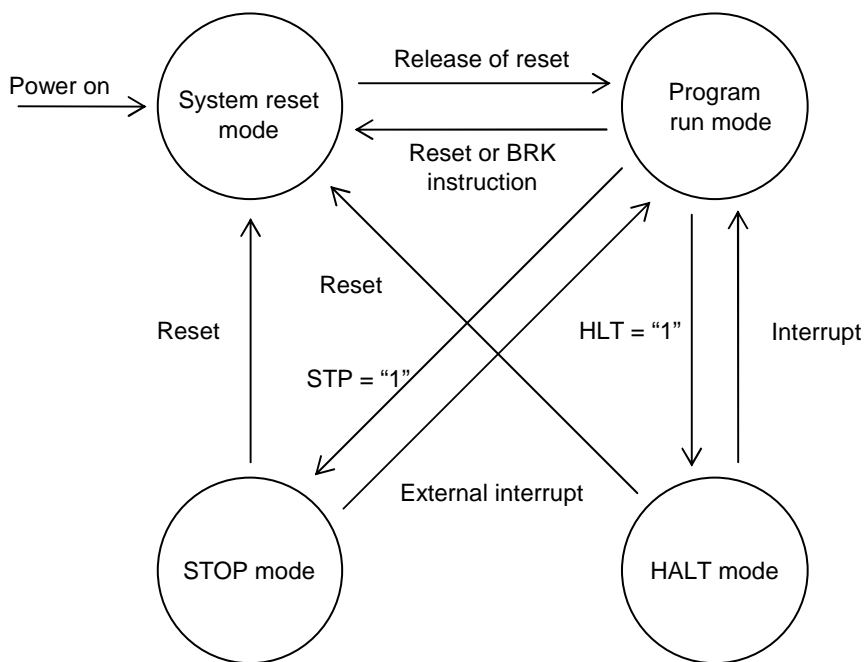 Release of reset
Power on
System reset
mode
Program
run mode
Reset or BRK
instruction
Reset
Reset
HLT = “1”
Interrupt
STP = “1”
External interrupt
STOP mode
HALT mode